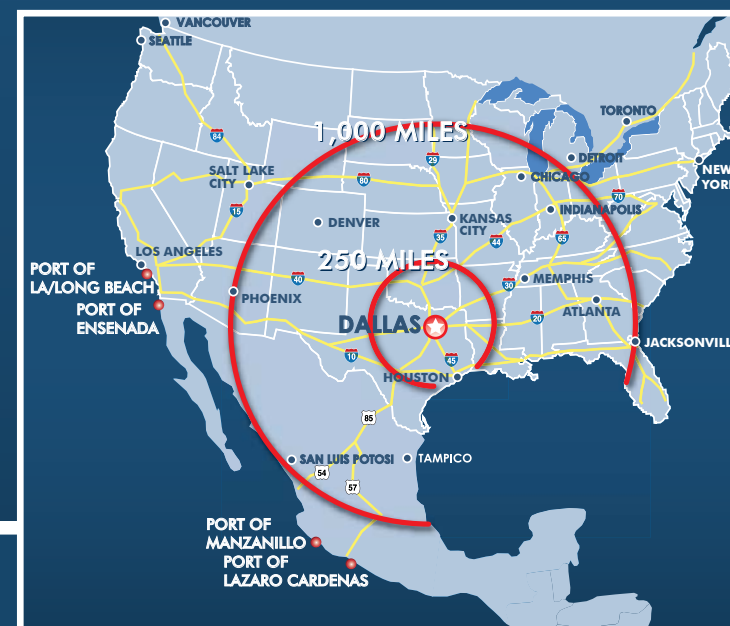 VANCOUVER
SEATTLE
TORONTO
84
1,000 MILES
29
DETROIT
SALT LAKE
CITY
80
CHICAGO
NEW
YORK
70
15
INDIANAPOLIS
DENVER
KANSAS
CITY
35
44
65
LOS ANGELES
250 MILES
PORT OF
LA/LONG BEACH
40
30
MEMPHIS
PHOENIX
PORT OF
ENSENADA
ATLANTA
DALLAS
20
JACKSONVILL
10
45
HOUSTON
85
SAN LUIS POTOSI
TAMPICO
54
57
PORT OF
MANZANILLO
PORT OF
LAZARO CARDENAS